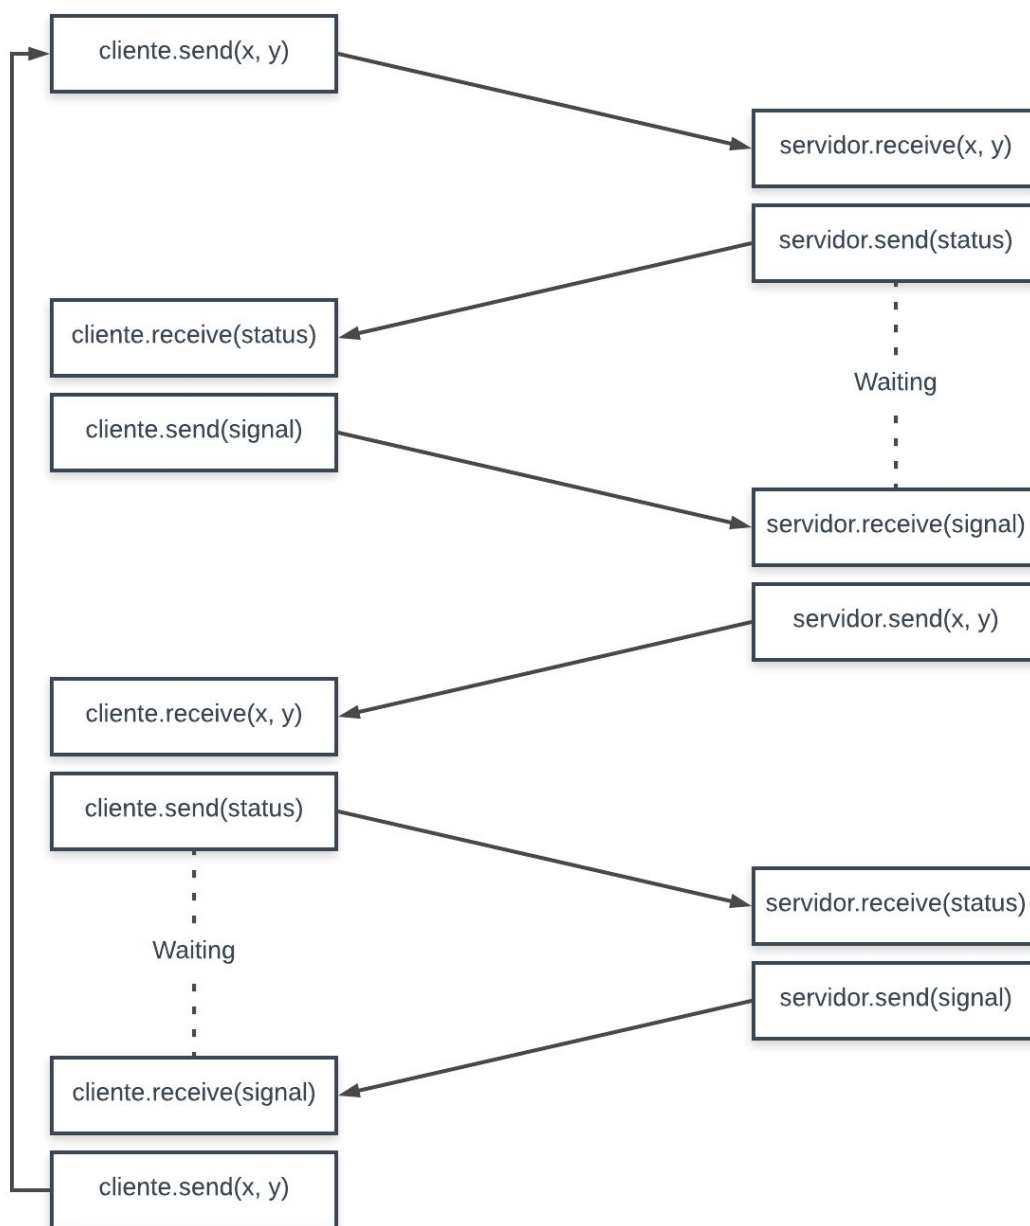 cliente.send(x, y)
servidor.receive(x, y)
servidor.send(status)
cliente.receive(status)
Waiting
cliente.send(signal)
servidor.receive(signal)
servidor.send(x, y)
cliente.receive(x, y)
cliente.send(status)
servidor.receive(status)
Waiting
servidor.send(signal)
cliente.receive(signal)
cliente.send(x, y)